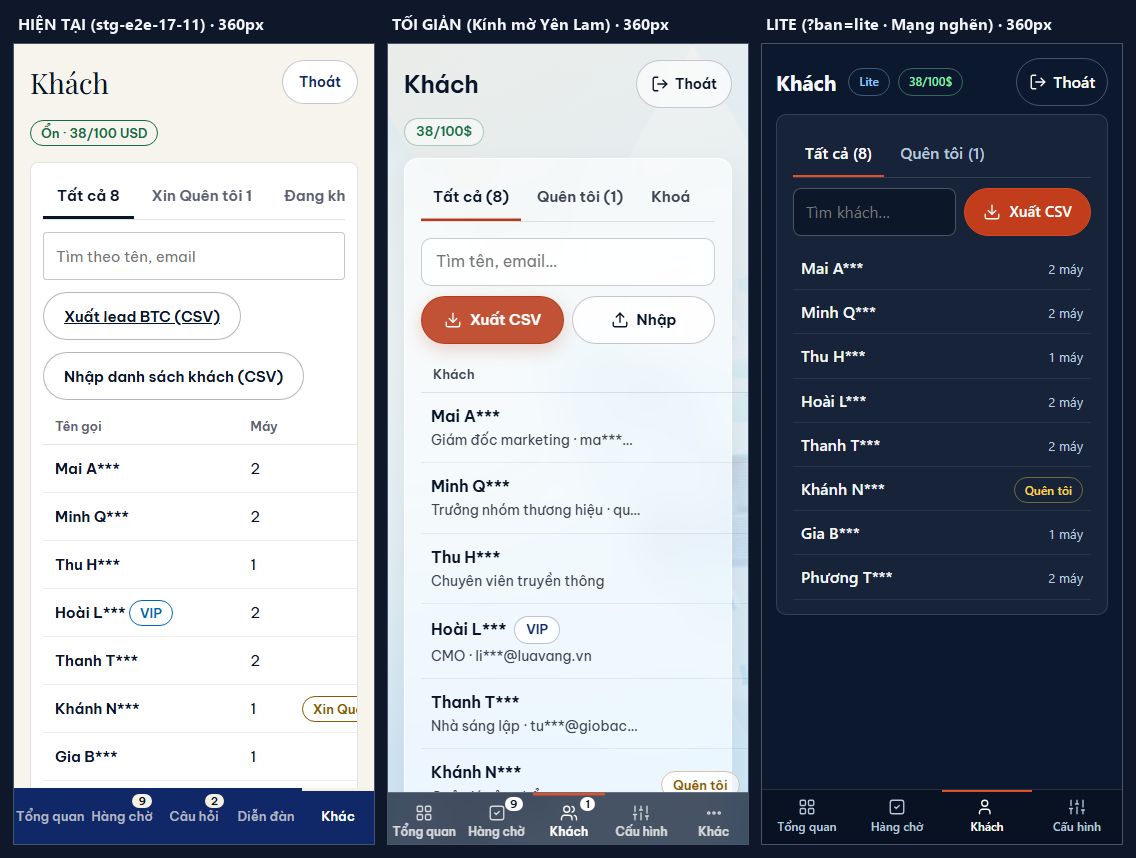 HIỆN TẠI (stg-e2e-17-11) · 360px
Khách
Thoát
Ổn · 38/100 USD
Tất cả 8 Xin Quên tôi 1 Đang kh
Tìm theo tên, email
Xuất lead BTC (CSV)
Nhập danh sách khách (CSV)
Tên gọi Máy
Mai A*** 2
Minh Q*** 2
Thu H*** 1
Hoài L*** VIP 2
Thanh T*** 2
Khánh N*** 1 Xin Qu
Gia B*** 1
9 2
Tổng quan Hàng chờ Câu hỏi Diễn đàn Khác
TỐI GIẢN (Kính mờ Yên Lam) · 360px
Khách
Thoát
38/100$
Tất cả (8) Quên tôi (1) Khoá
Tìm tên, email...
Xuất CSV Nhập
Khách
Mai A***
Giám đốc marketing · ma***...
Minh Q***
Trưởng nhóm thương hiệu · qu...
Thu H***
Chuyên viên truyền thông
Hoài L*** VIP
CMO · li***@luavang.vn
Thanh T***
Nhà sáng lập · tu***@giobac...
Khánh N***
Quên tôi
9 1
Tổng quan Hàng chờ Khách Cấu hình Khác
LITE (?ban=lite · Mạng nghẽn) · 360px
Khách Lite 38/100$ Thoát
Tất cả (8) Quên tôi (1)
Tìm khách... Xuất CSV
Mai A*** 2 máy
Minh Q*** 2 máy
Thu H*** 1 máy
Hoài L*** 2 máy
Thanh T*** 2 máy
Khánh N*** Quên tôi
Gia B*** 1 máy
Phương T*** 2 máy
Tổng quan Hàng chờ Khách Cấu hình